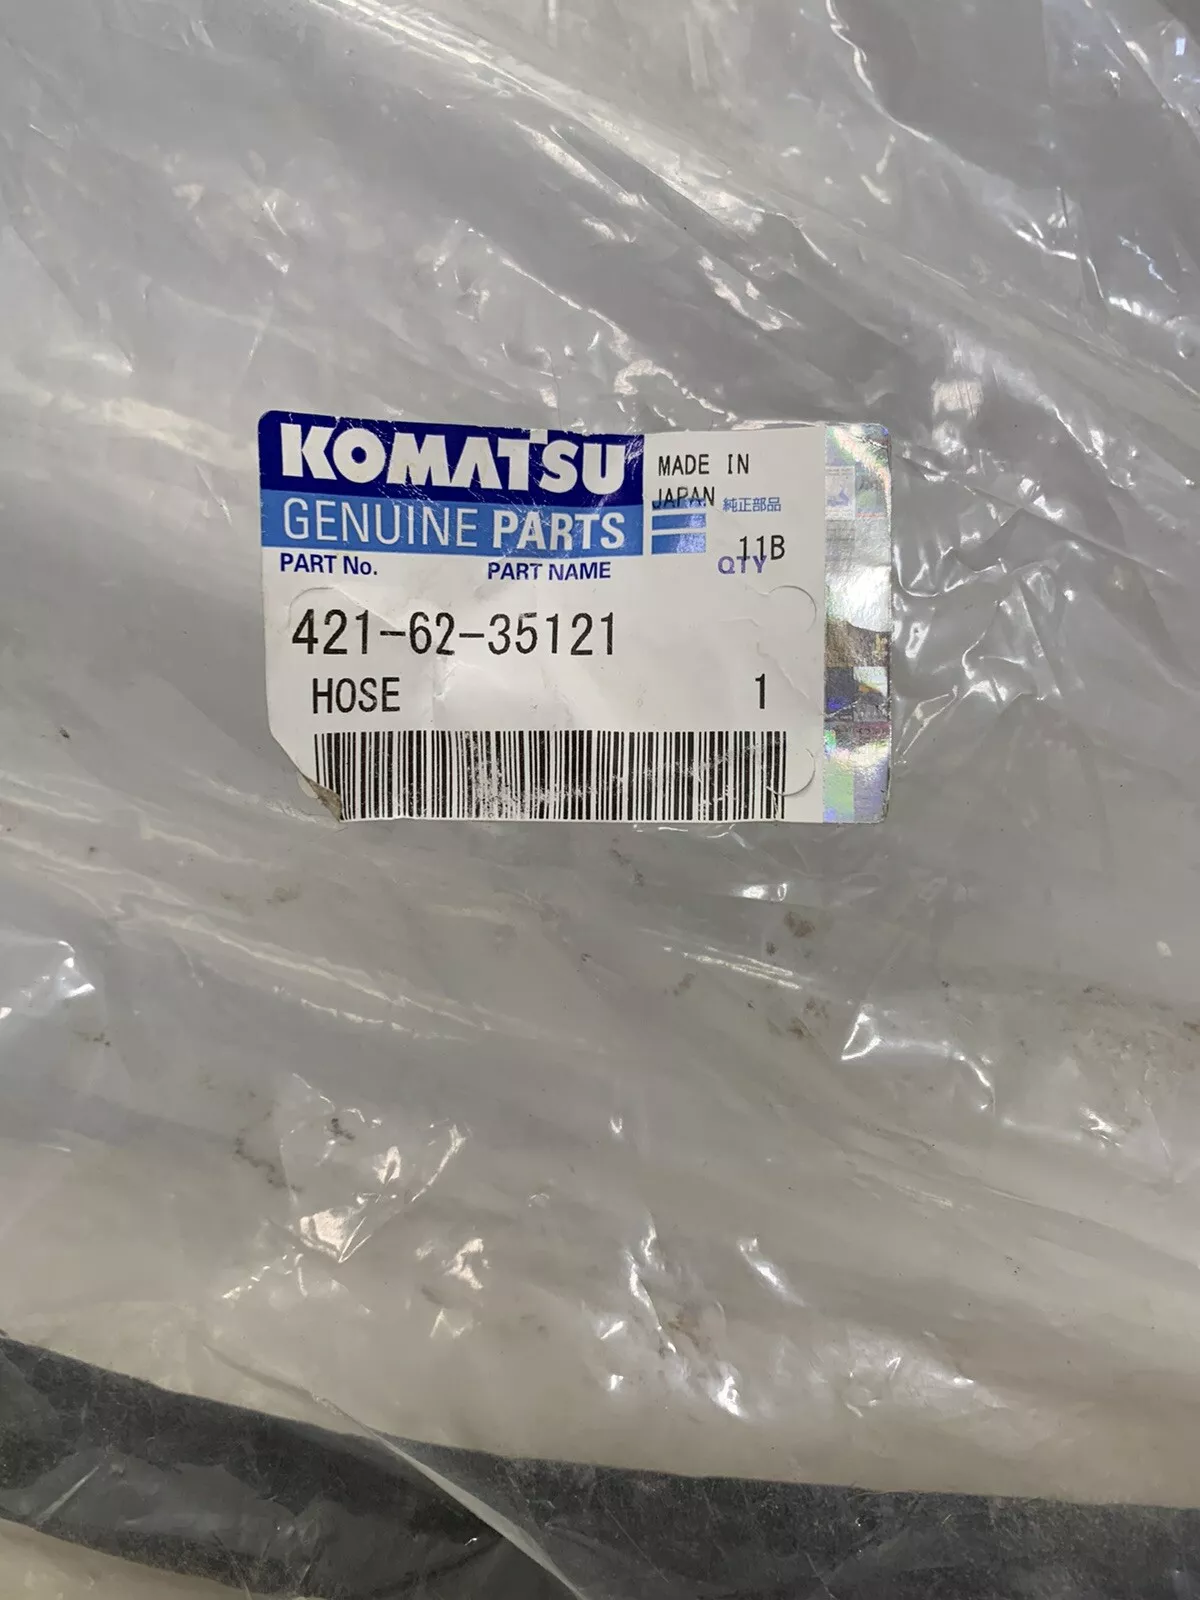 KOMATSU
GENUINE PARTS
MADE IN
JAPAN 純正部品
11B
PART No. PART NAME QTY
421-62-35121
HOSE 1